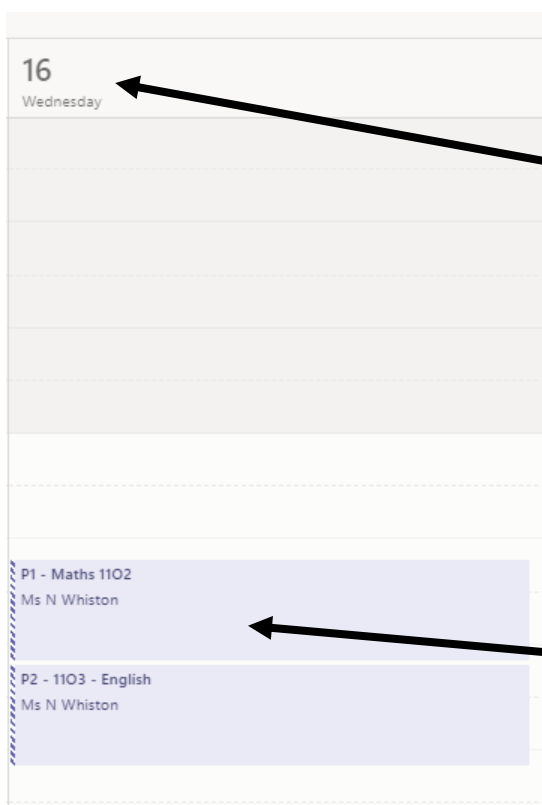 16
Wednesday
P1 - Maths 11O2
Ms N Whiston
P2 - 11O3 - English
Ms N Whiston